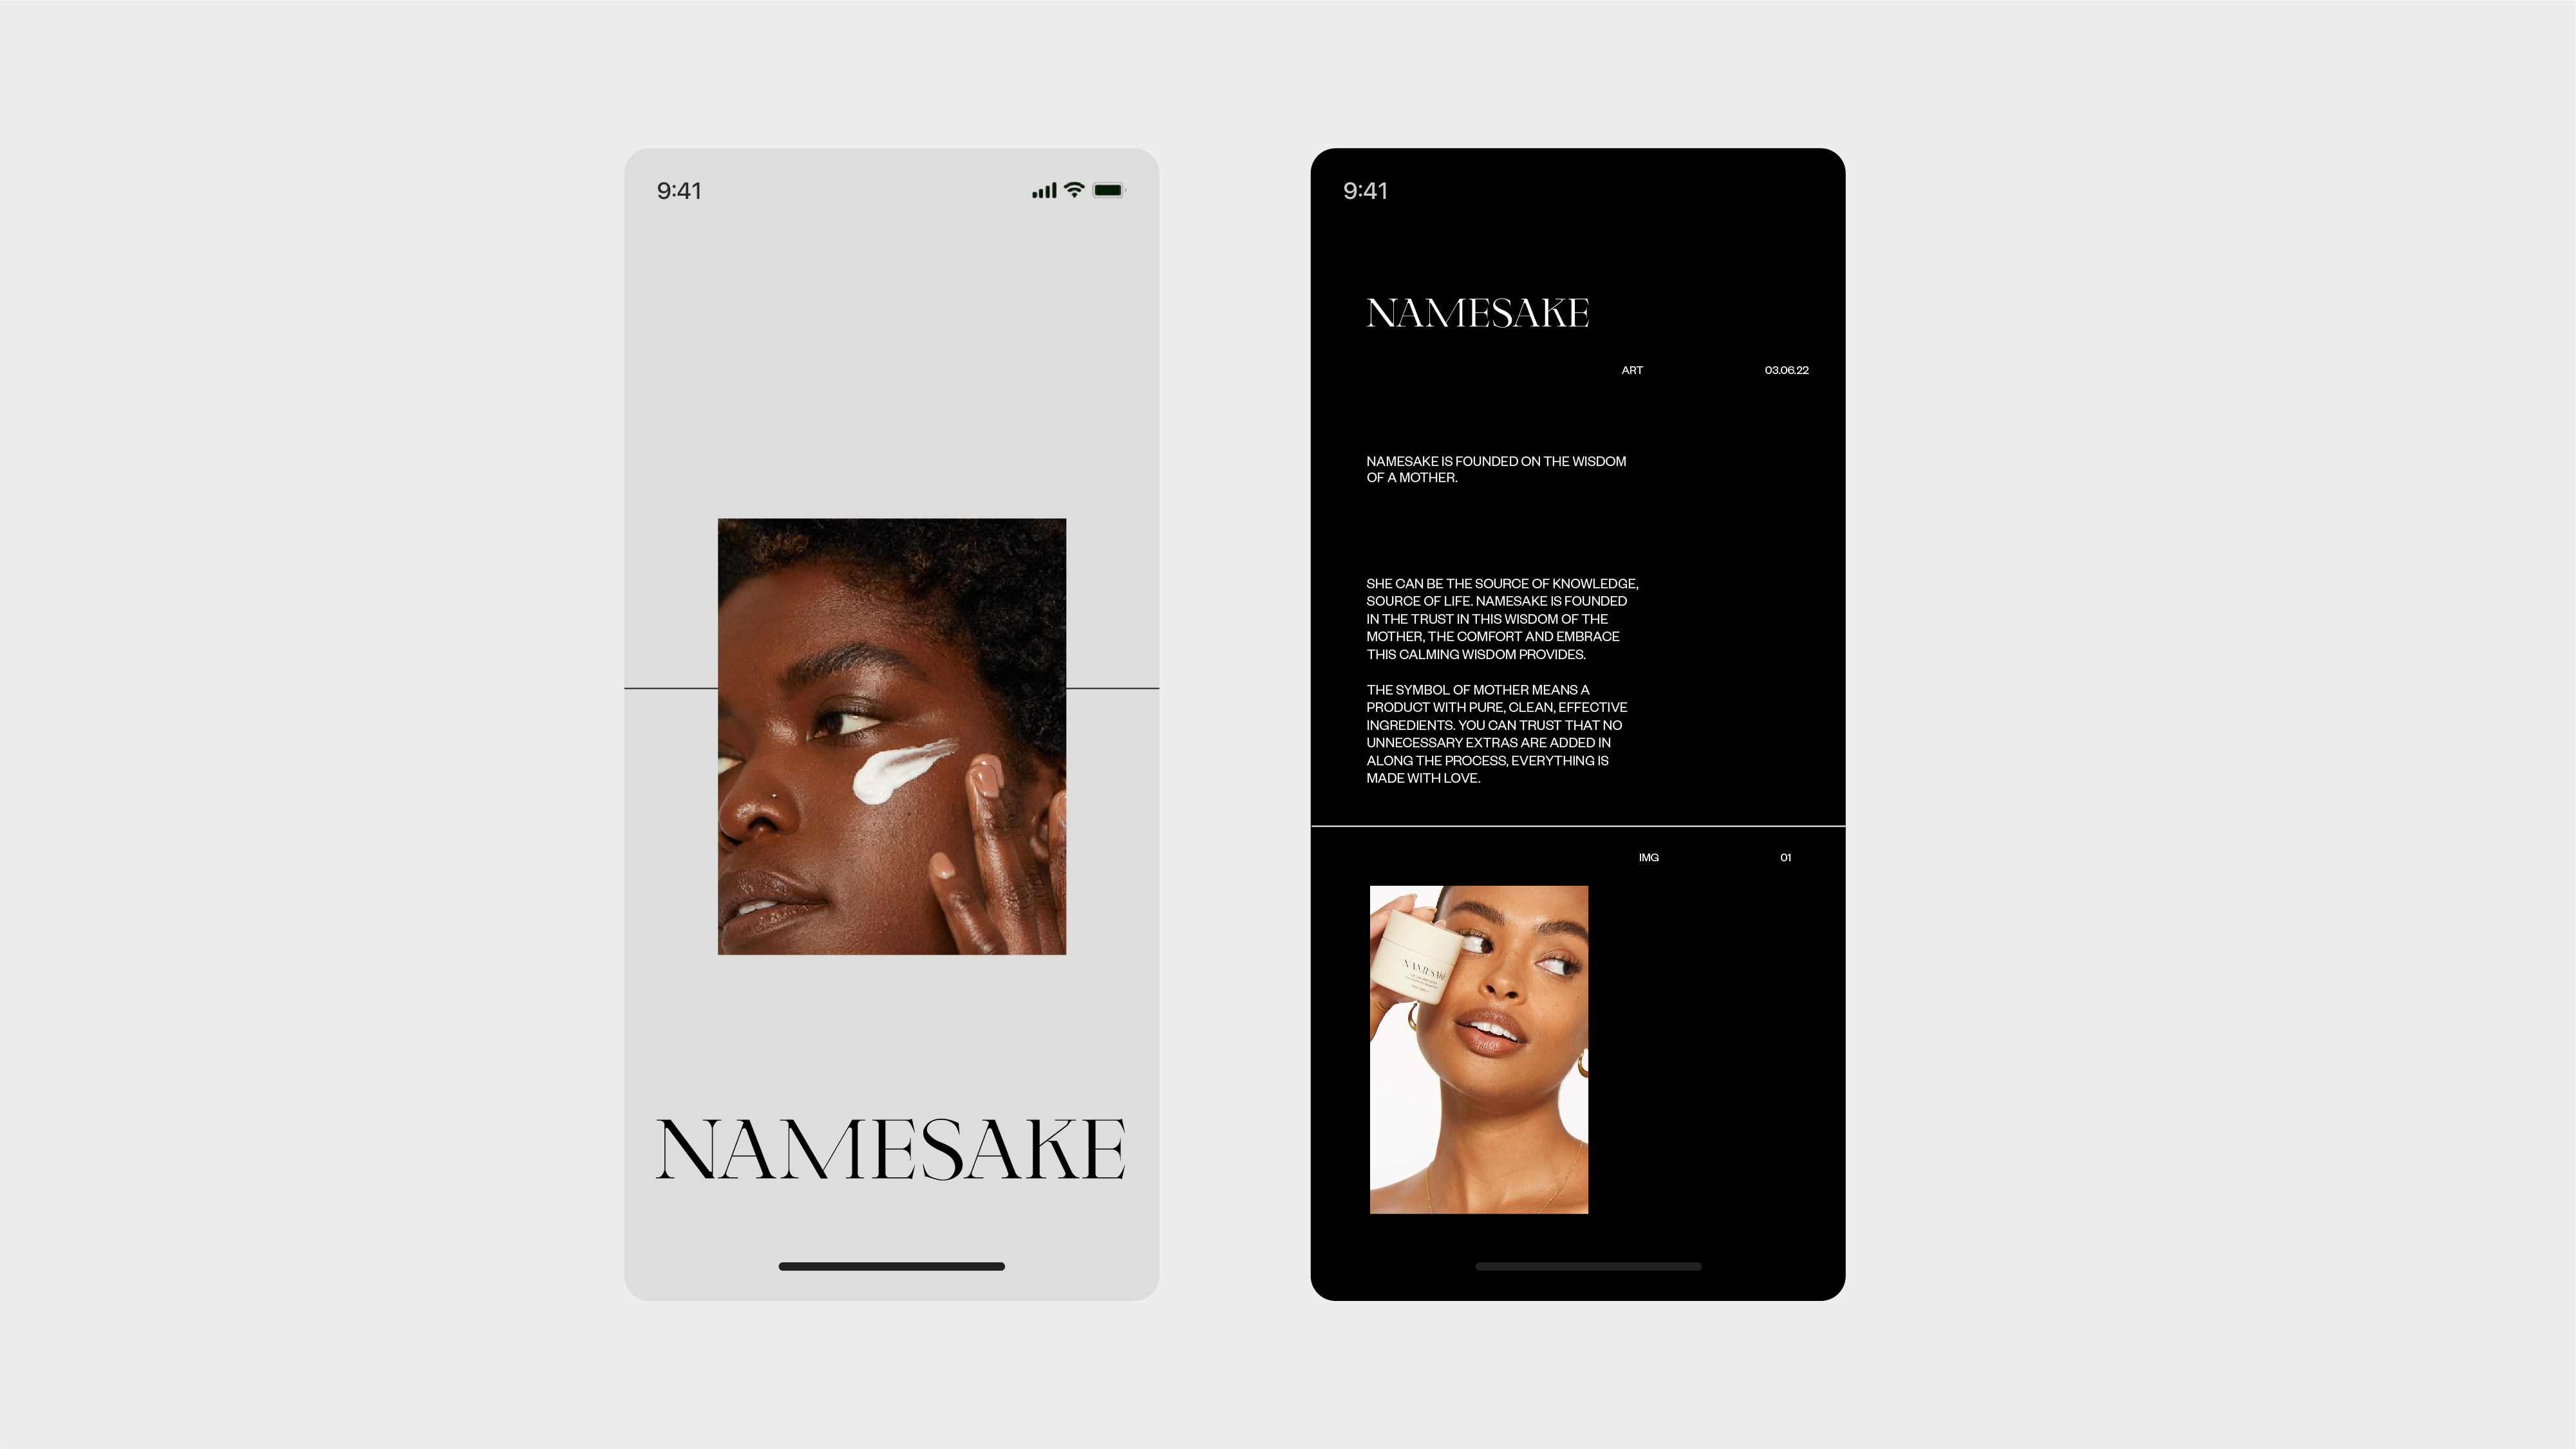 9:41
NAMESAKE
9:41
NAMESAKE
ART 03.06.22
NAMESAKE IS FOUNDED ON THE WISDOM
OF A MOTHER.
SHE CAN BE THE SOURCE OF KNOWLEDGE,
SOURCE OF LIFE. NAMESAKE IS FOUNDED
IN THE TRUST IN THIS WISDOM OF THE
MOTHER, THE COMFORT AND EMBRACE
THIS CALMING WISDOM PROVIDES.
THE SYMBOL OF MOTHER MEANS A
PRODUCT WITH PURE, CLEAN, EFFECTIVE
INGREDIENTS. YOU CAN TRUST THAT NO
UNNECESSARY EXTRAS ARE ADDED IN
ALONG THE PROCESS, EVERYTHING IS
MADE WITH LOVE.
IMG 01
NAMESAKE